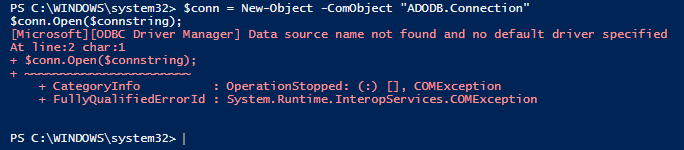 PS C:\WINDOWS\system32> $conn = New-Object -ComObject "ADODB.Connection"
$conn.Open($connstring);
[Microsoft][ODBC Driver Manager] Data source name not found and no default driver specified
At line:2 char:1
+ $conn.Open($connstring);
+ ~~~~~~~~~~~~~~~~~~~~~~~
    + CategoryInfo          : OperationStopped: (:) [], COMException
    + FullyQualifiedErrorId : System.Runtime.InteropServices.COMException
PS C:\WINDOWS\system32>